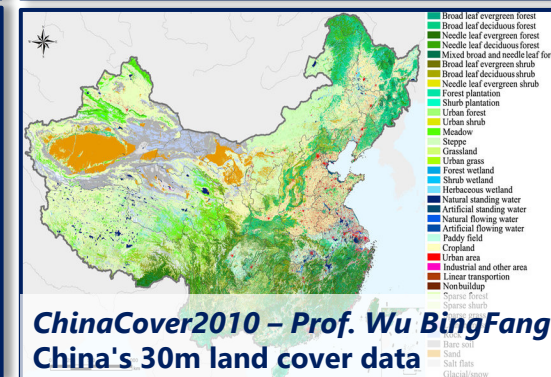 Broad leaf evergreen forest
Broad leaf deciduous forest
Needle leaf evergreen forest
Needle leaf deciduous forest
Mixed broad and needle leaf for
Broad leaf evergreen shrub
Broad leaf deciduous shrub
Needle leaf evergreen shrub
Forest plantation
Shurb plantation
Urban forest
Urban shrub
Meadow
Steppe
Grassland
Urban grass
Forest wetland
Shrub wetland
Herbaceous wetland
Natural standing water
Artificial standing water
Natural flowing water
Artificial flowing water
Paddy field
Cropland
Urban area
Industrial and other area
Linear transportion
Nonbuildup
Sparse forest
Sparse shurb
Sparse grass
ChinaCover2010 – Prof. Wu BingFang
Rock
Bare soil
China's 30m land cover data
Sand
Salt flats
Glacial/snow